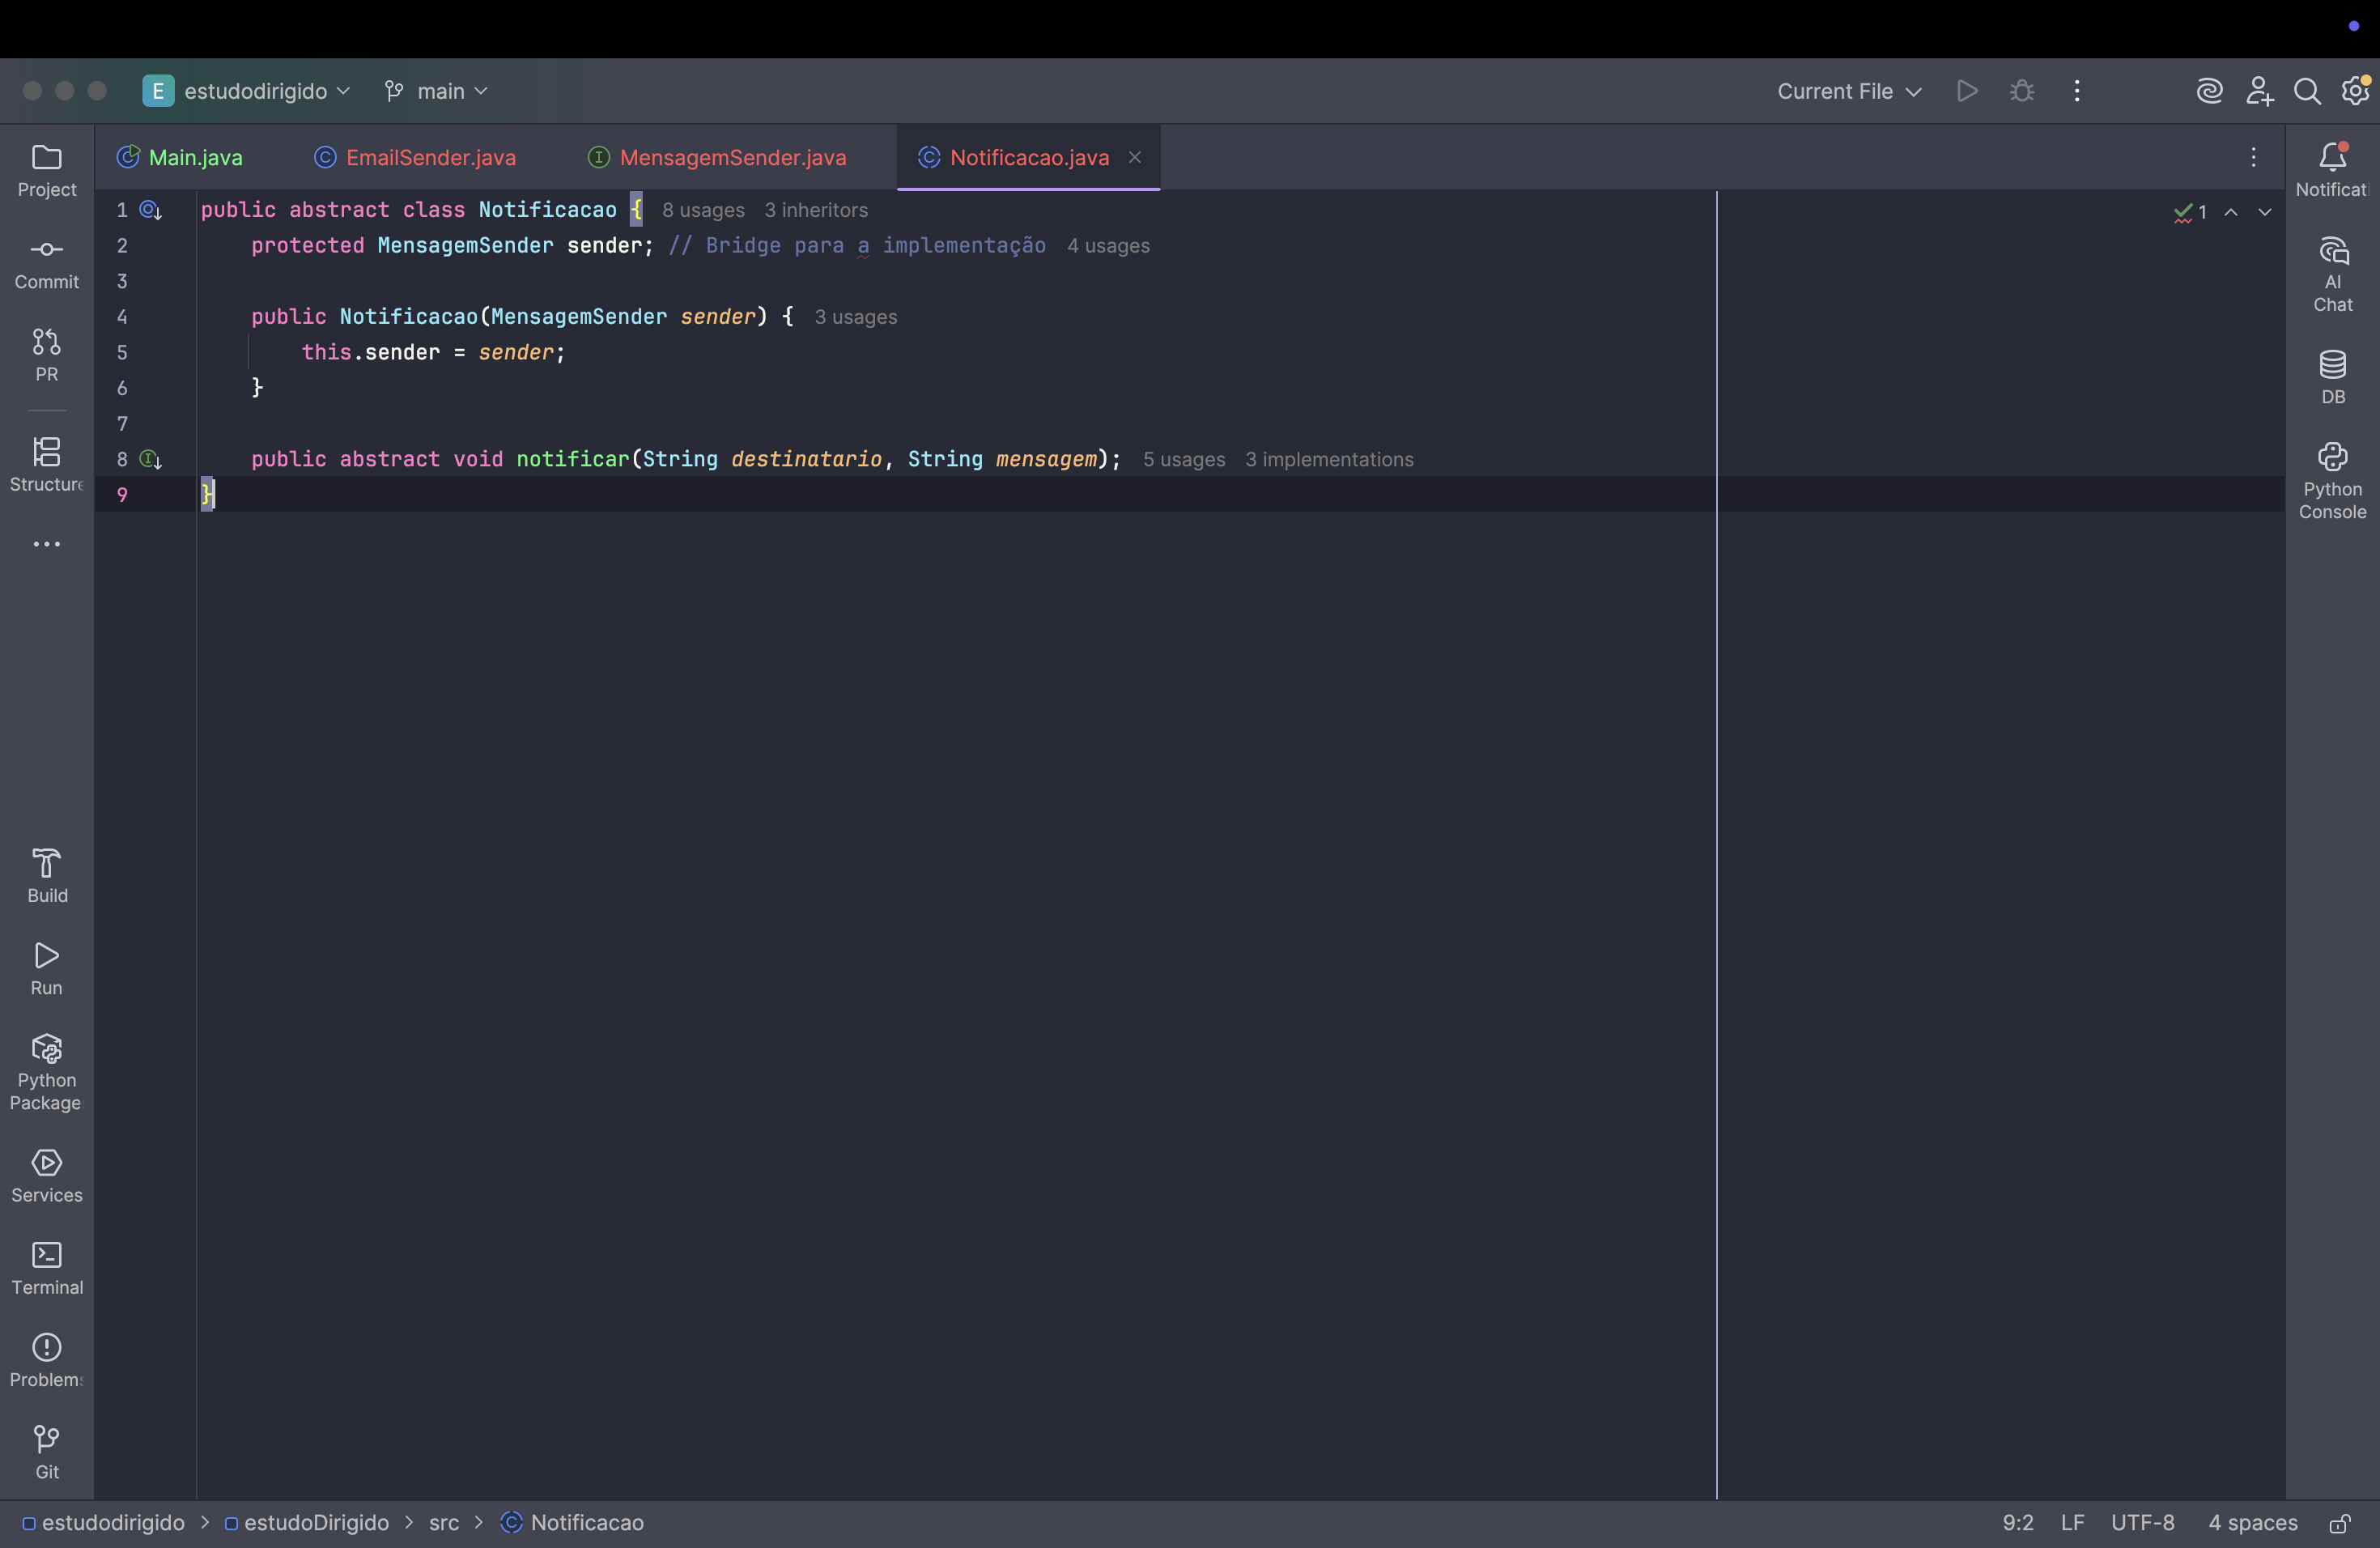 E estudodirigido main Current File
Main.java EmailSender.java MensagemSender.java Notificacao.java
Project
Commit
PR
Structure
Build
Run
Python
Package
Services
Terminal
Problems
Git
1 public abstract class Notificacao { 8 usages 3 inheritors
2 protected MensagemSender sender; // Bridge para a implementação 4 usages
3
4 public Notificacao(MensagemSender sender) { 3 usages
5 this.sender = sender;
6 }
7
8 public abstract void notificar(String destinatario, String mensagem); 5 usages 3 implementations
9 }
1
Notificati
AI
Chat
DB
Python
Console
estudodirigido > estudoDirigido > src > Notificacao 9:2 LF UTF-8 4 spaces